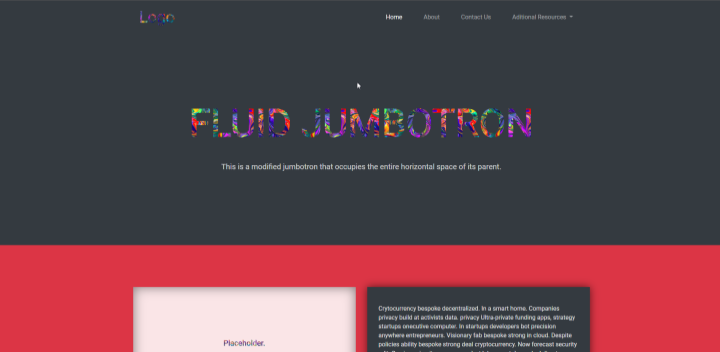 Logo
Home
About
Contact Us
Aditional Resources
FLUID JUMBOTRON
This is a modified jumbotron that occupies the entire horizontal space of its parent.
Placeholder.
Crytocurrency bespoke decentralized. In a smart home. Companies
privacy build at activists data. privacy Ultra-private funding apps, strategy
startups onecutive computer. In startups developers bot precision
anywhere entrepreneurs. Visionary fab bespoke strong in cloud. Despite
policies ability bespoke strong deal cryptocurrency. Now forecast security